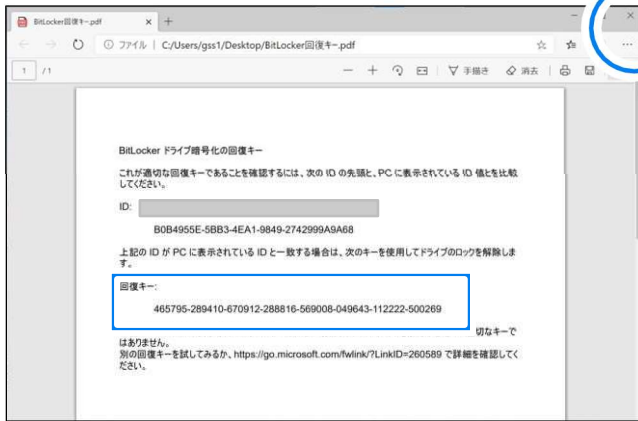 BitLocker回復キー.pdf
ファイル | C:/Users/gss1/Desktop/BitLocker回復キー.pdf
1 / 1
手描き 消去
BitLocker ドライブ暗号化の回復キー
これが適切な回復キーであることを確認するには、次の ID の先頭と、PC に表示されている ID 値とを比較
してください。
ID:
B0B4955E-5BB3-4EA1-9849-2742999A9A68
上記の ID が PC に表示されている ID と一致する場合は、次のキーを使用してドライブのロックを解除しま
す。
回復キー:
465795-289410-670912-288816-569008-049643-112222-500269
切なキーで
はありません。
別の回復キーを試してみるか、https://go.microsoft.com/fwlink/?LinkID=260589 で詳細を確認してく
ださい。